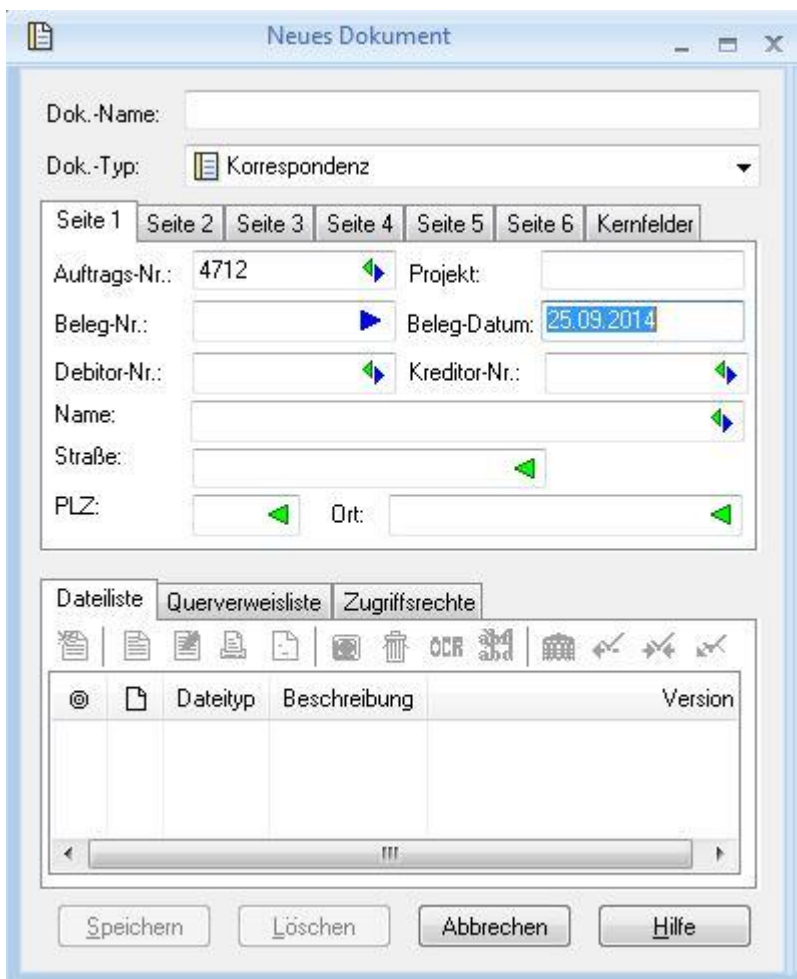 Neues Dokument
Dok.-Name:
Dok.-Typ: Korrespondenz
Seite 1 Seite 2 Seite 3 Seite 4 Seite 5 Seite 6 Kernfelder
Auftrags-Nr.: 4712 Projekt:
Beleg-Nr.: Beleg-Datum: 25.09.2014
Debitor-Nr.: Kreditor-Nr.:
Name:
Straße:
PLZ: Ort:
Dateiliste Querverweisliste Zugriffsrechte
OCR abd abd
Dateityp Beschreibung Version
Speichern Löschen Abbrechen Hilfe